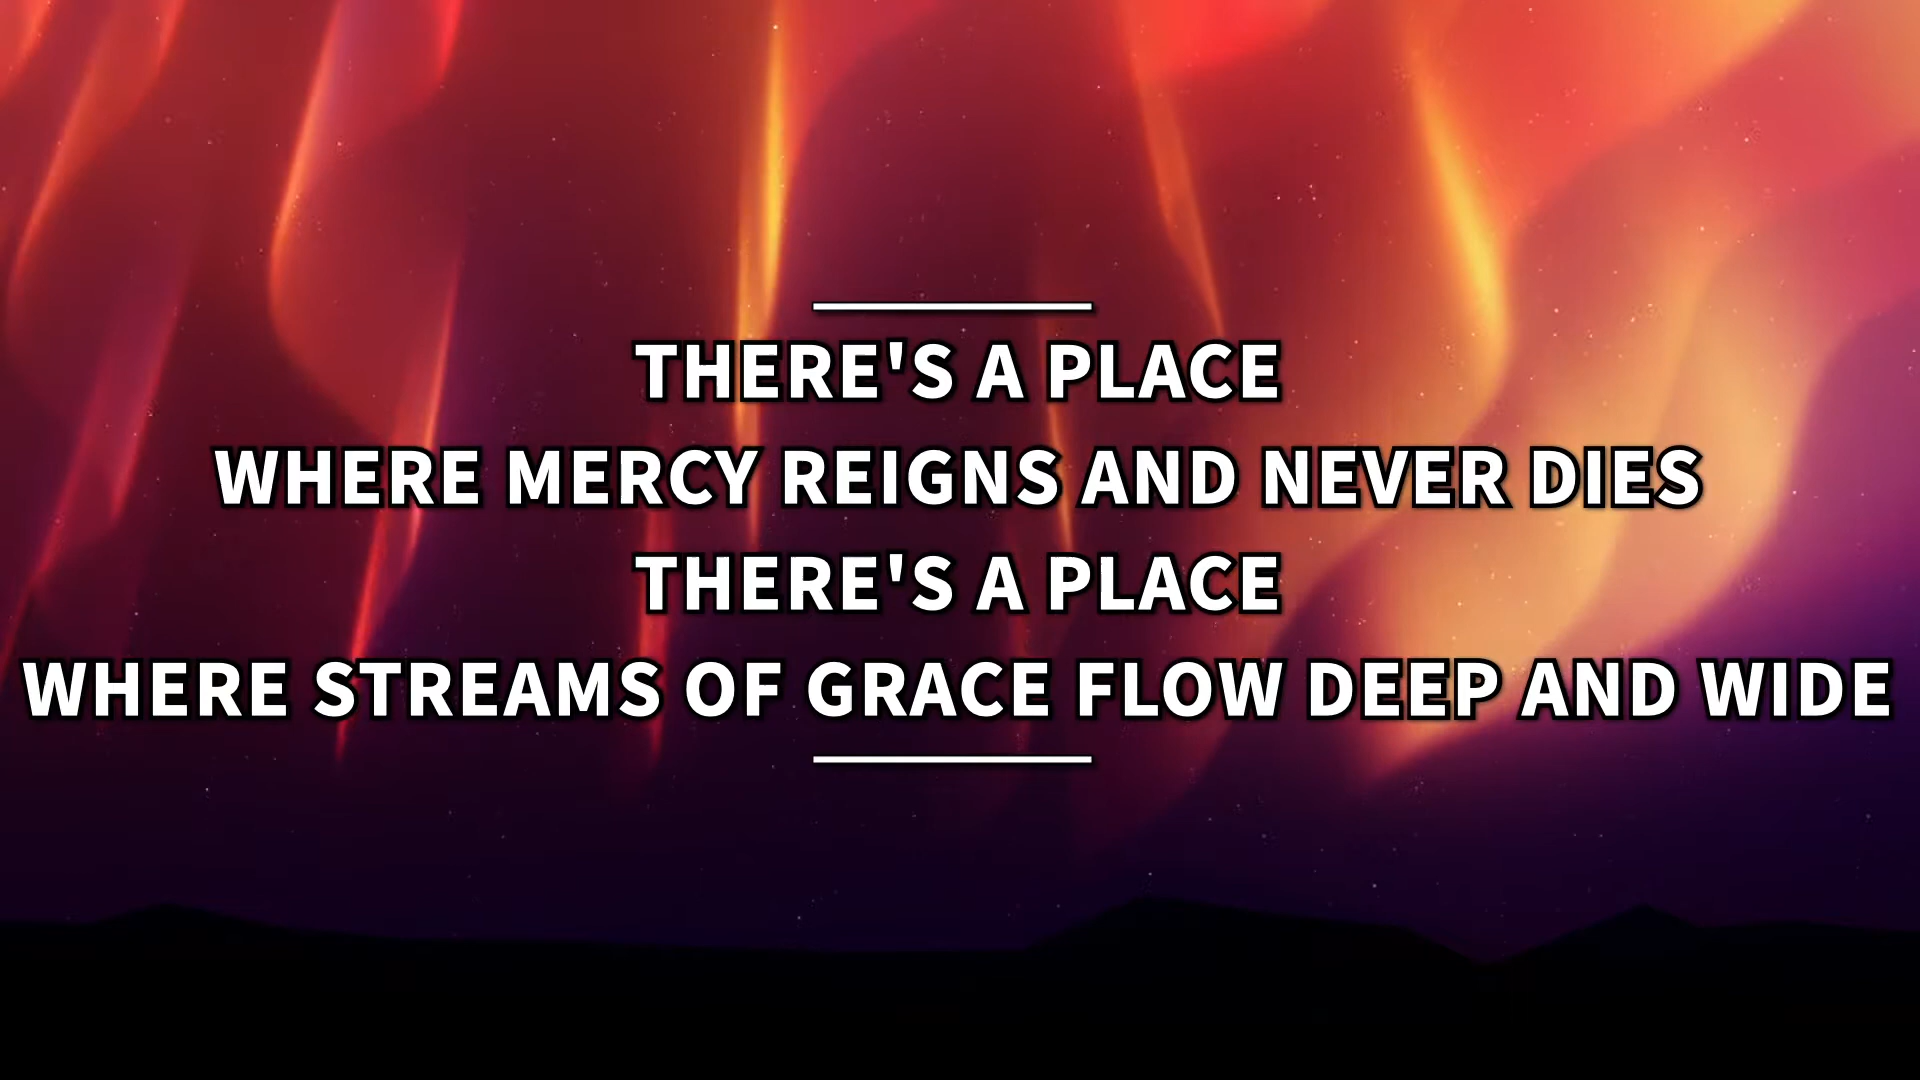 THERE'S A PLACE
WHERE MERCY REIGNS AND NEVER DIES
THERE'S A PLACE
WHERE STREAMS OF GRACE FLOW DEEP AND WIDE